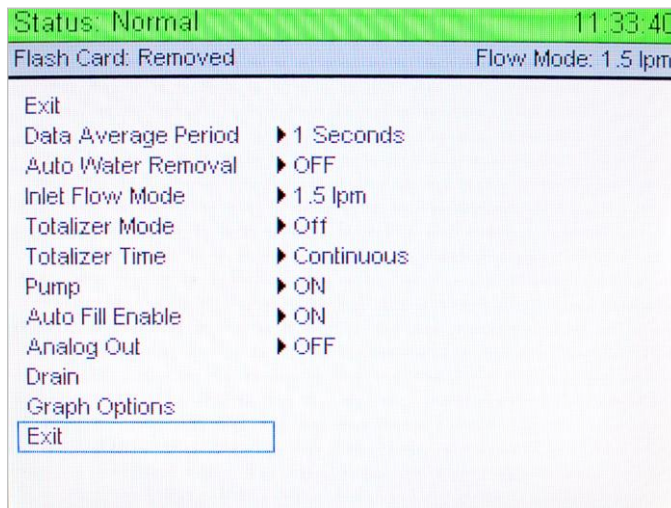 Status: Normal 11:33:40
Flash Card: Removed Flow Mode: 1.5 lpm
Exit
Data Average Period ▶ 1 Seconds
Auto Water Removal ▶ OFF
Inlet Flow Mode ▶ 1.5 lpm
Totalizer Mode ▶ Off
Totalizer Time ▶ Continuous
Pump ▶ ON
Auto Fill Enable ▶ ON
Analog Out ▶ OFF
Drain
Graph Options
Exit